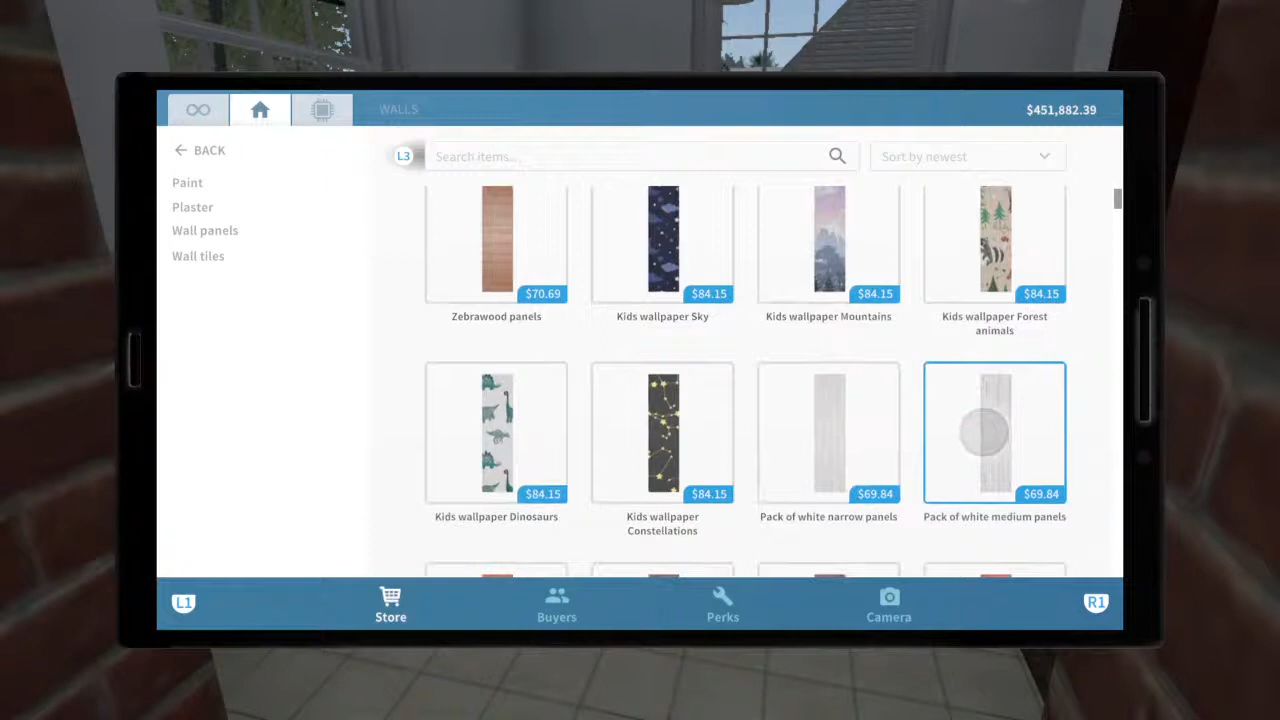 WALLS
$451,882.39
BACK
L3
Search items...
Sort by newest
Paint
Plaster
Wall panels
Wall tiles
$70.69
$84.15
$84.15
$84.15
Zebrawood panels
Kids wallpaper Sky
Kids wallpaper Mountains
Kids wallpaper Forest
animals
$84.15
$84.15
$69.84
$69.84
Kids wallpaper Dinosaurs
Kids wallpaper
Constellations
Pack of white narrow panels
Pack of white medium panels
L1
Store
Buyers
Perks
Camera
R1